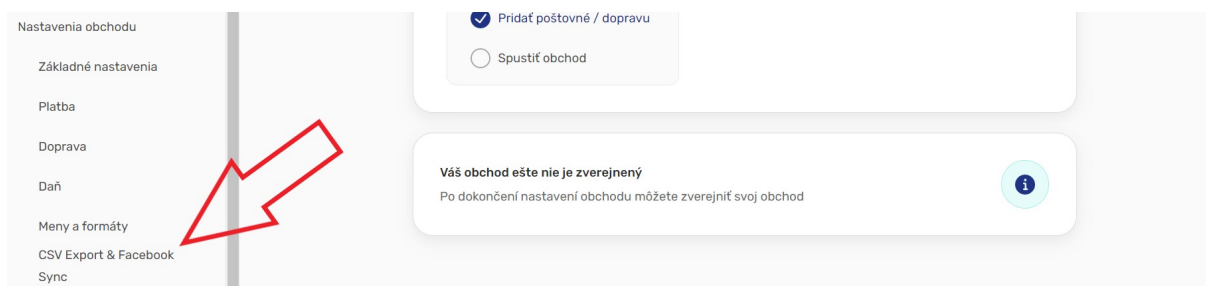 Nastavenia obchodu
Základné nastavenia
Platba
Doprava
Daň
Meny a formáty
CSV Export & Facebook
Sync
Pridať poštovné / dopravu
Spustiť obchod
Váš obchod ešte nie je zverejnený
Po dokončení nastavení obchodu môžete zverejniť svoj obchod